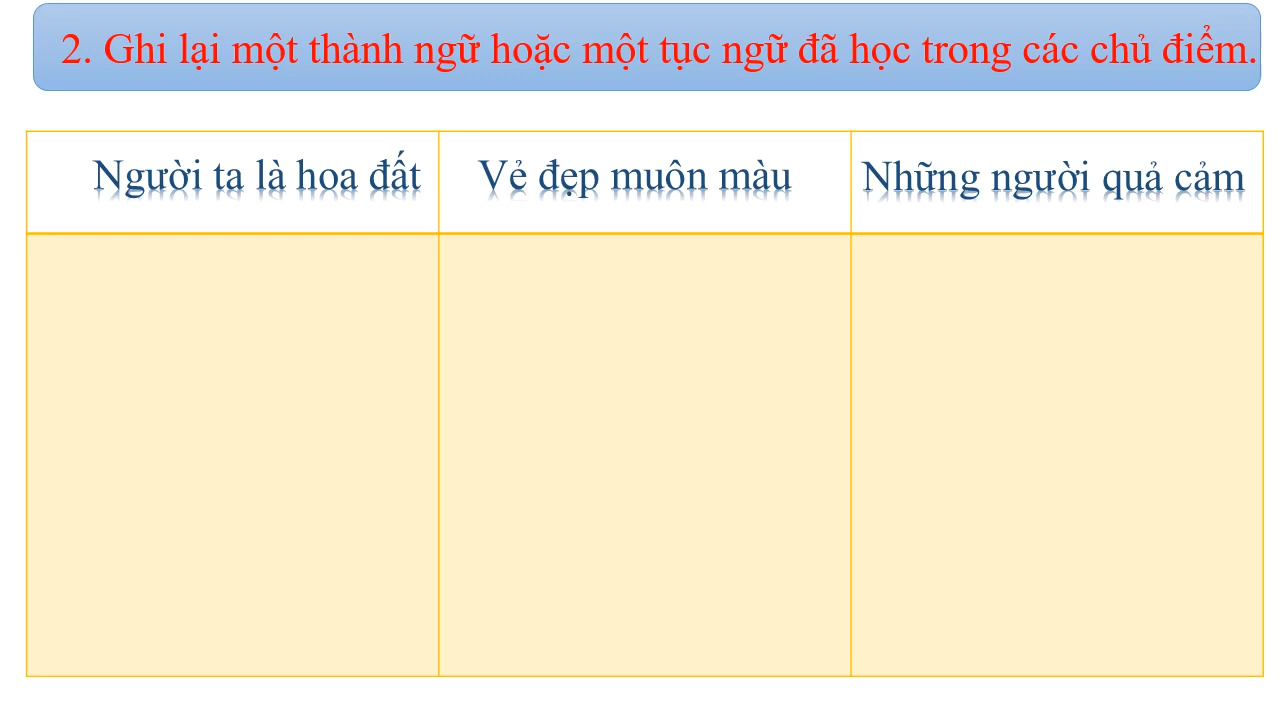 2. Ghi lại một thành ngữ hoặc một tục ngữ đã học trong các chủ điểm.
Người ta là hoa đất
Vẻ đẹp muôn màu
Những người quả cảm